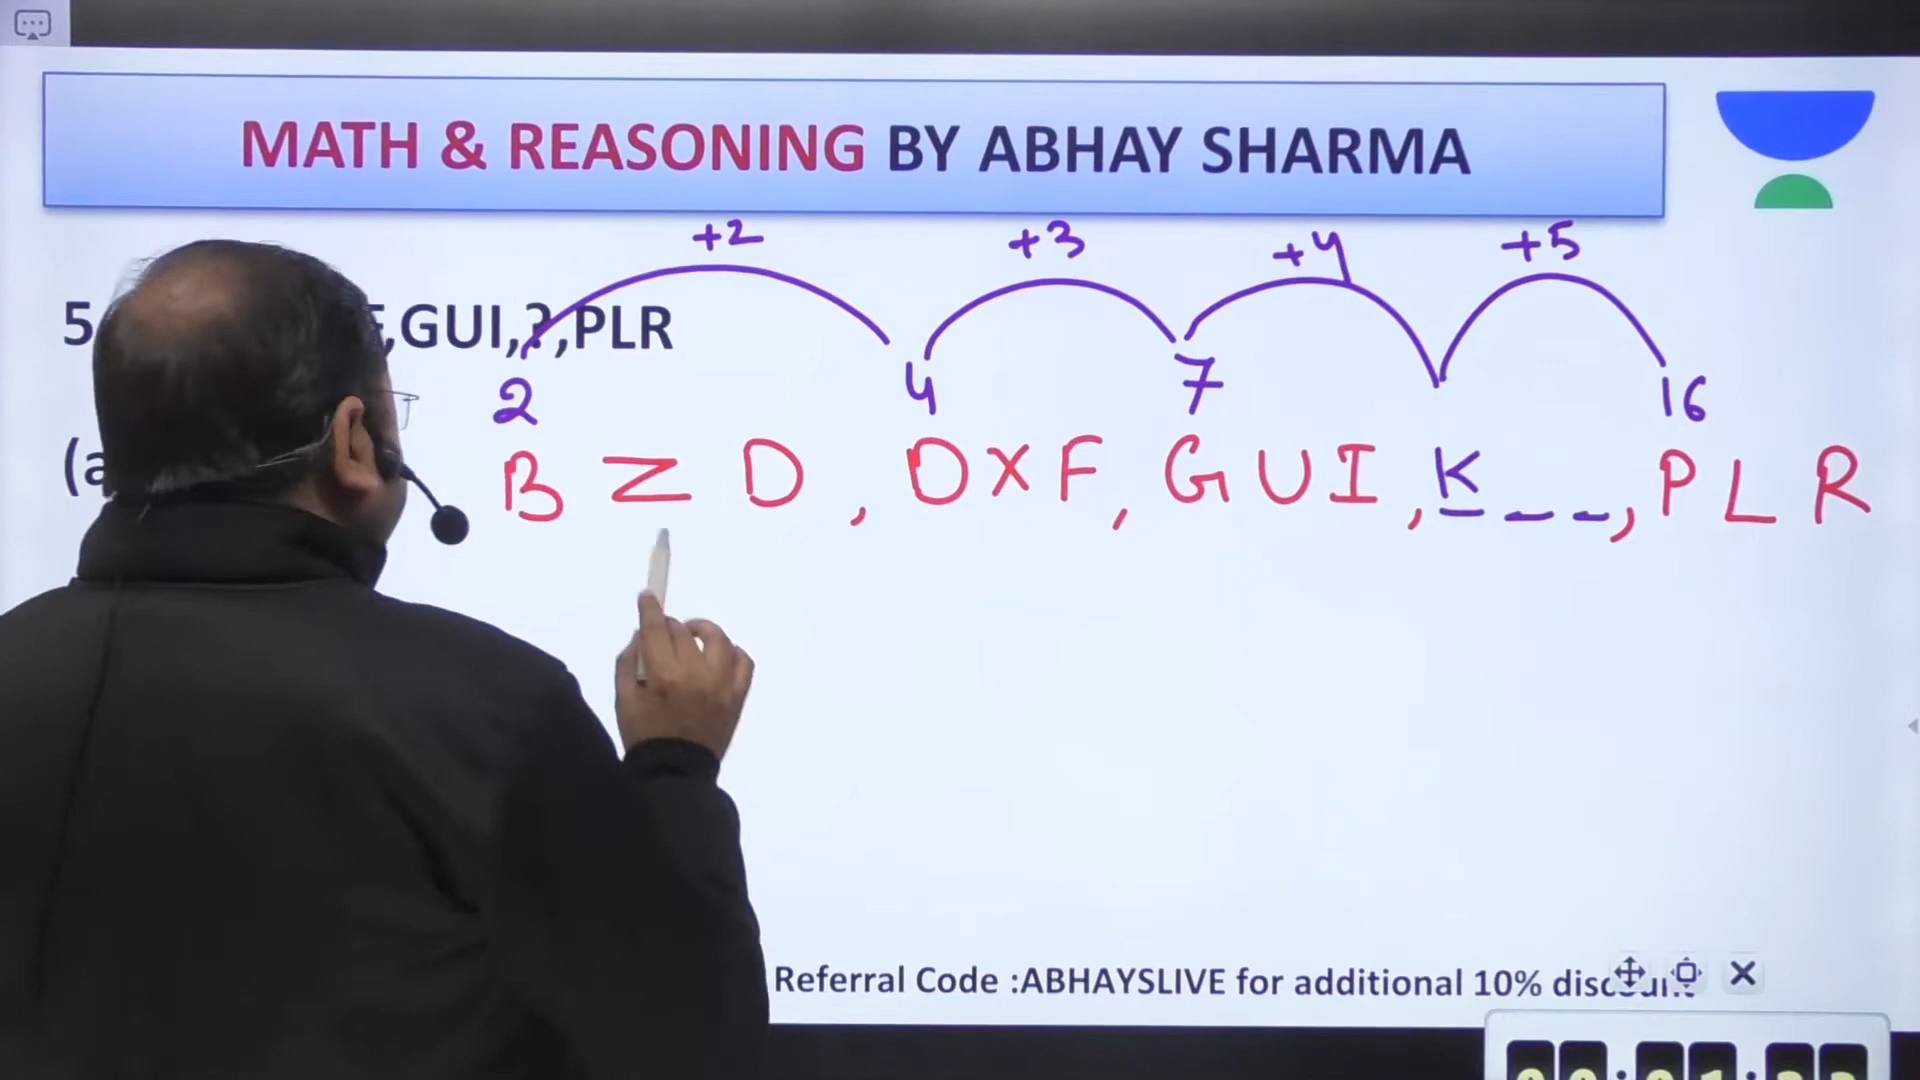 MATH & REASONING BY ABHAY SHARMA
+2 +3 +4 +5
5 ,GUI,?,PLR
2 4 7 16
(a
B Z D , D X F , G U I , K _ _ , P L R
Referral Code :ABHAYSLIVE for additional 10% discount